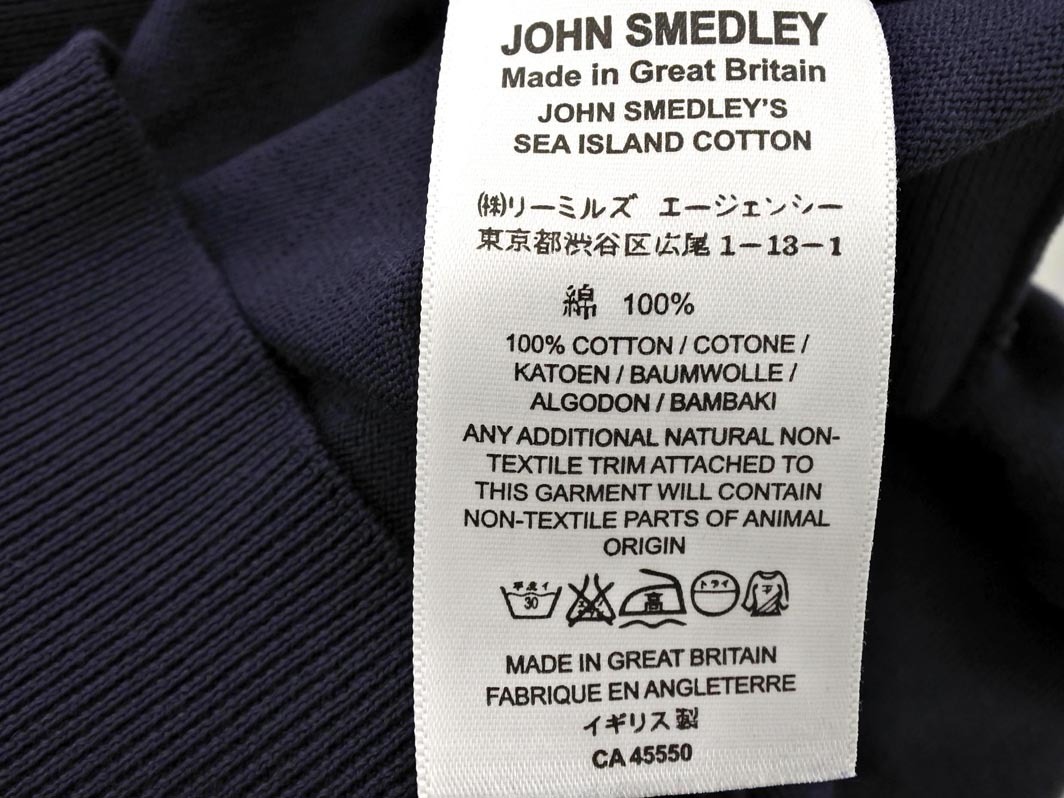 JOHN SMEDLEY
Made in Great Britain
JOHN SMEDLEY'S
SEA ISLAND COTTON
㈱リーミルズ エージェンシー
東京都渋谷区広尾1-13-1
綿 100%
100% COTTON / COTONE /
KATOEN / BAUMWOLLE /
ALGODON / BAMBAKI
ANY ADDITIONAL NATURAL NON-
TEXTILE TRIM ATTACHED TO
THIS GARMENT WILL CONTAIN
NON-TEXTILE PARTS OF ANIMAL
ORIGIN
30 高 ドライ 平
MADE IN GREAT BRITAIN
FABRIQUE EN ANGLETERRE
イギリス製
CA 45550